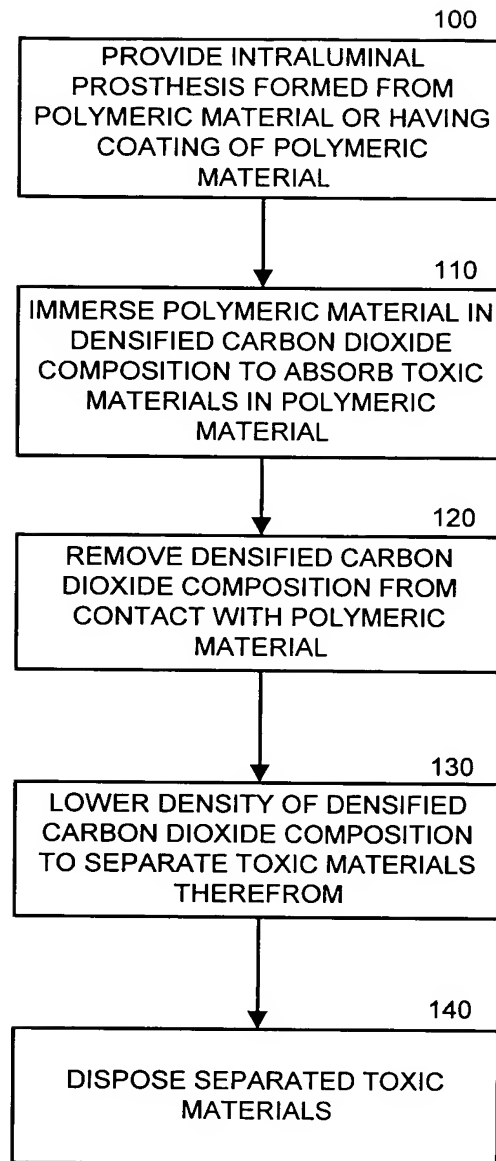 100
PROVIDE INTRALUMINAL
PROSTHESIS FORMED FROM
POLYMERIC MATERIAL OR HAVING
COATING OF POLYMERIC
MATERIAL
110
IMMERSE POLYMERIC MATERIAL IN
DENSIFIED CARBON DIOXIDE
COMPOSITION TO ABSORB TOXIC
MATERIALS IN POLYMERIC
MATERIAL
120
REMOVE DENSIFIED CARBON
DIOXIDE COMPOSITION FROM
CONTACT WITH POLYMERIC
MATERIAL
130
LOWER DENSITY OF DENSIFIED
CARBON DIOXIDE COMPOSITION
TO SEPARATE TOXIC MATERIALS
THEREFROM
140
DISPOSE SEPARATED TOXIC
MATERIALS